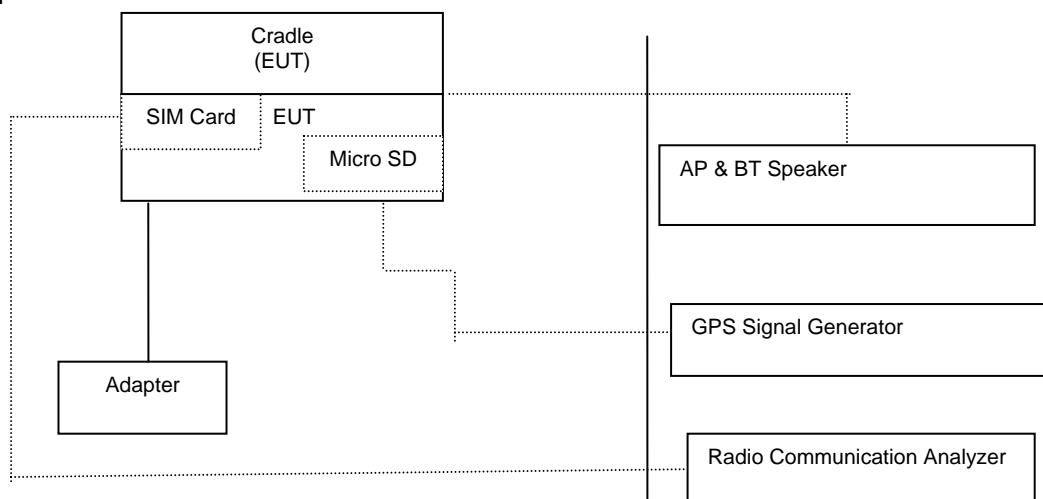 Cradle
(EUT)
SIM Card
EUT
Micro SD
AP & BT Speaker
GPS Signal Generator
Adapter
Radio Communication Analyzer